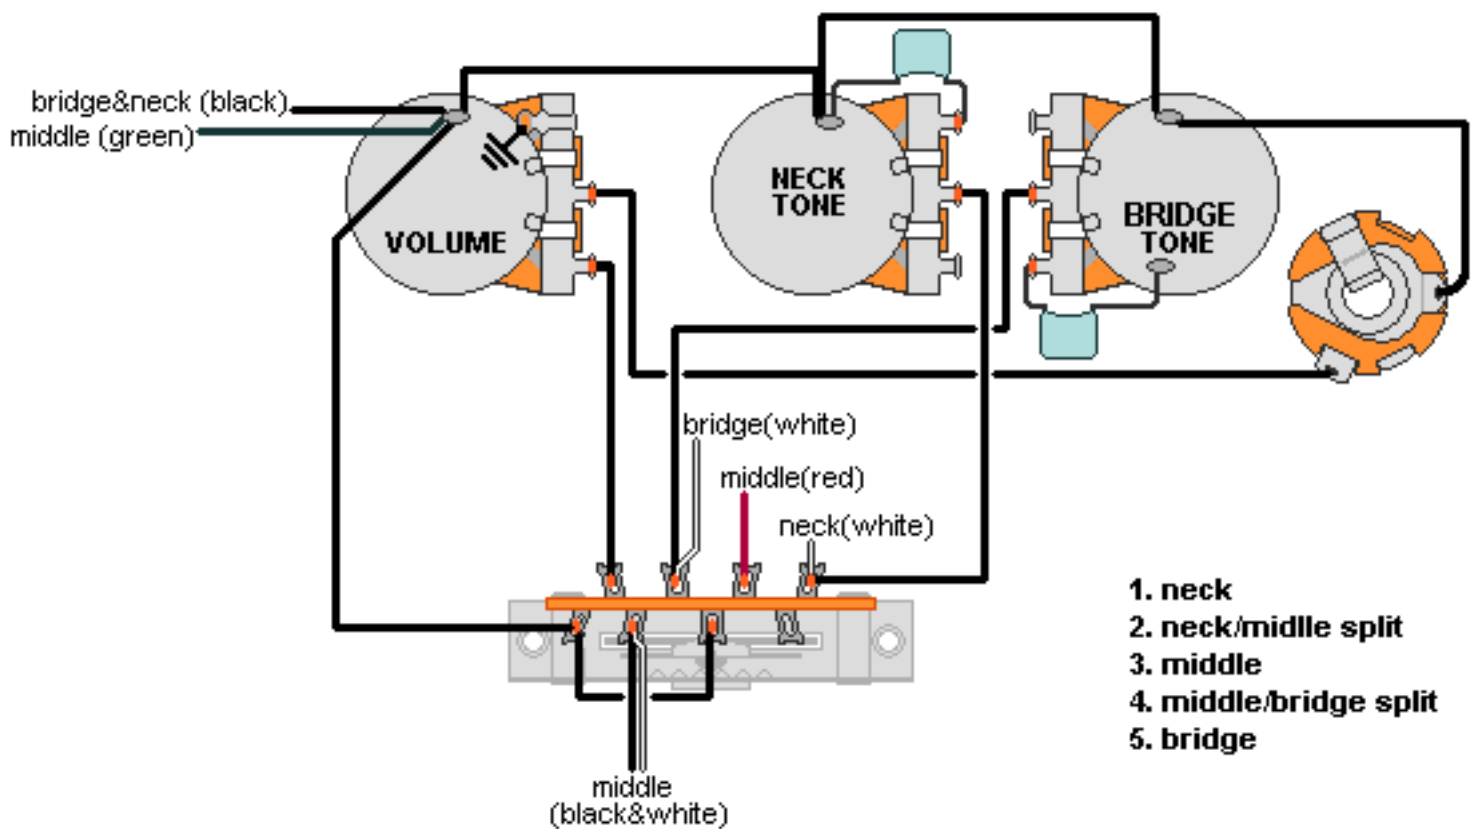 bridge&neck (black)
middle (green)
VOLUME
NECK
TONE
BRIDGE
TONE
bridge(white)
middle(red)
neck(white)
middle
(black&white)
1. neck
2. neck/midlle split
3. middle
4. middle/bridge split
5. bridge